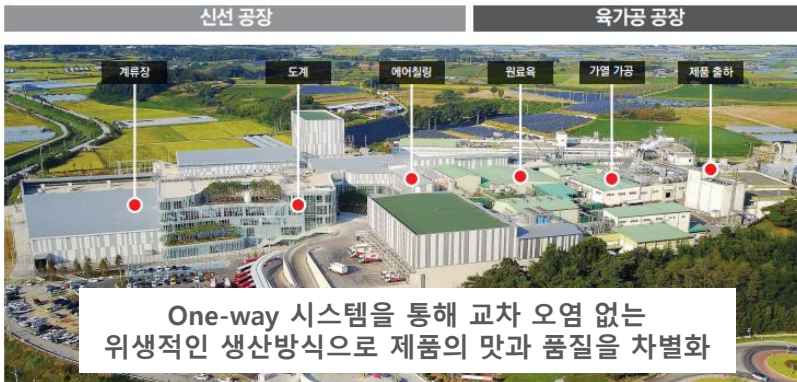 신선 공장
육가공 공장
계류장
도계
에어칠링
원료육
가열 가공
제품 출하
One-way 시스템을 통해 교차 오염 없는
위생적인 생산방식으로 제품의 맛과 품질을 차별화